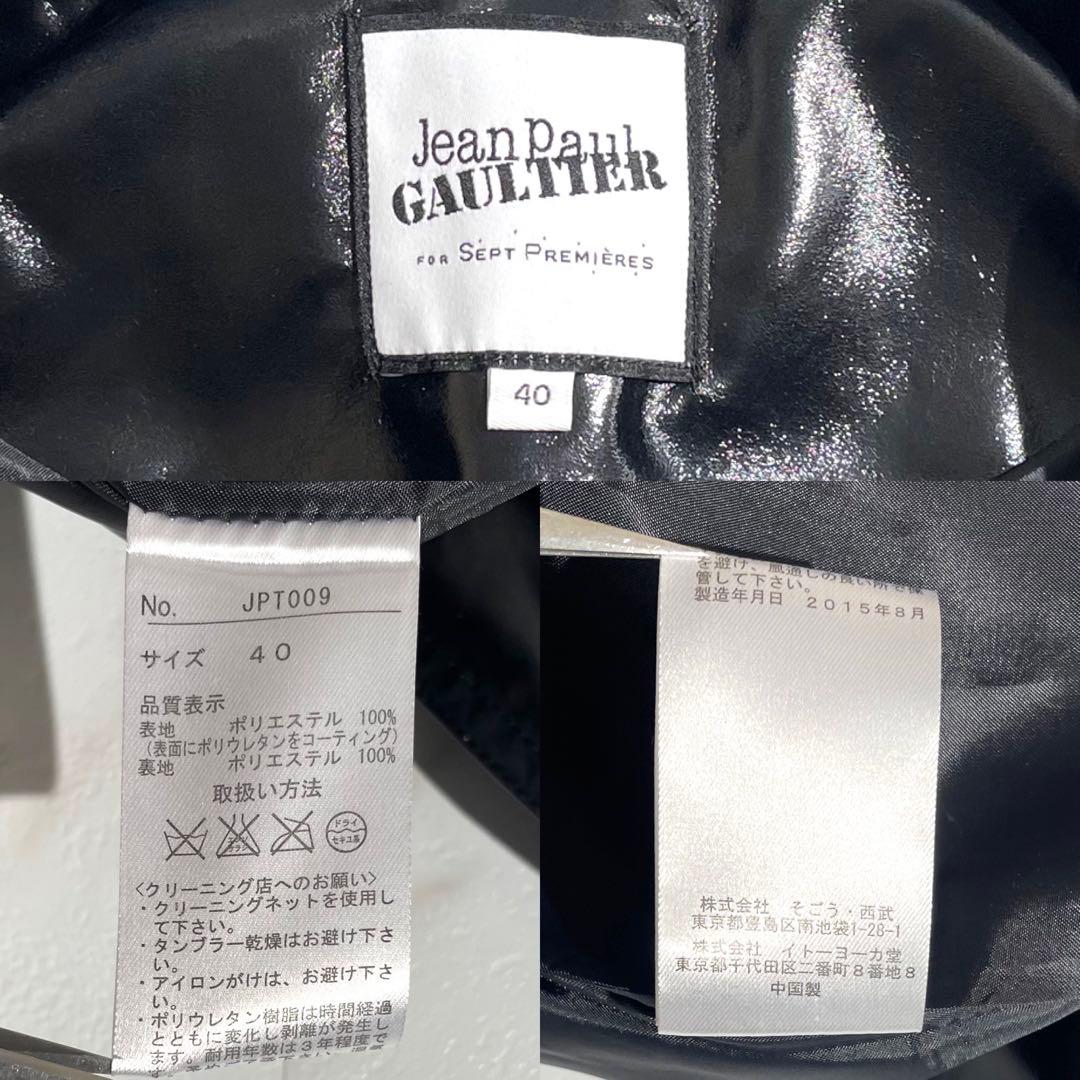 Jean Paul
GAULTIER
FOR SEPT PREMIÈRES
40
No. JPT009
サイズ 40
品質表示
表地 ポリエステル 100%
(表面にポリウレタンをコーティング)
裏地 ポリエステル 100%
取扱い方法
ドライ
セキユ系
〈クリーニング店へのお願い〉
・クリーニングネットを使用し
て下さい。
・タンブラー乾燥はお避け下さ
い。
・アイロンがけは、お避け下さ
い。
・ポリウレタン樹脂は時間経過
とともに変化し剥離が発生し
ます。耐用年数は3年程度で
を避け、風通しの良い所で保
管して下さい。
製造年月日 2015年8月
株式会社 そごう・西武
東京都豊島区南池袋1-28-1
株式会社 イトーヨーカ堂
東京都千代田区二番町8番地8
中国製